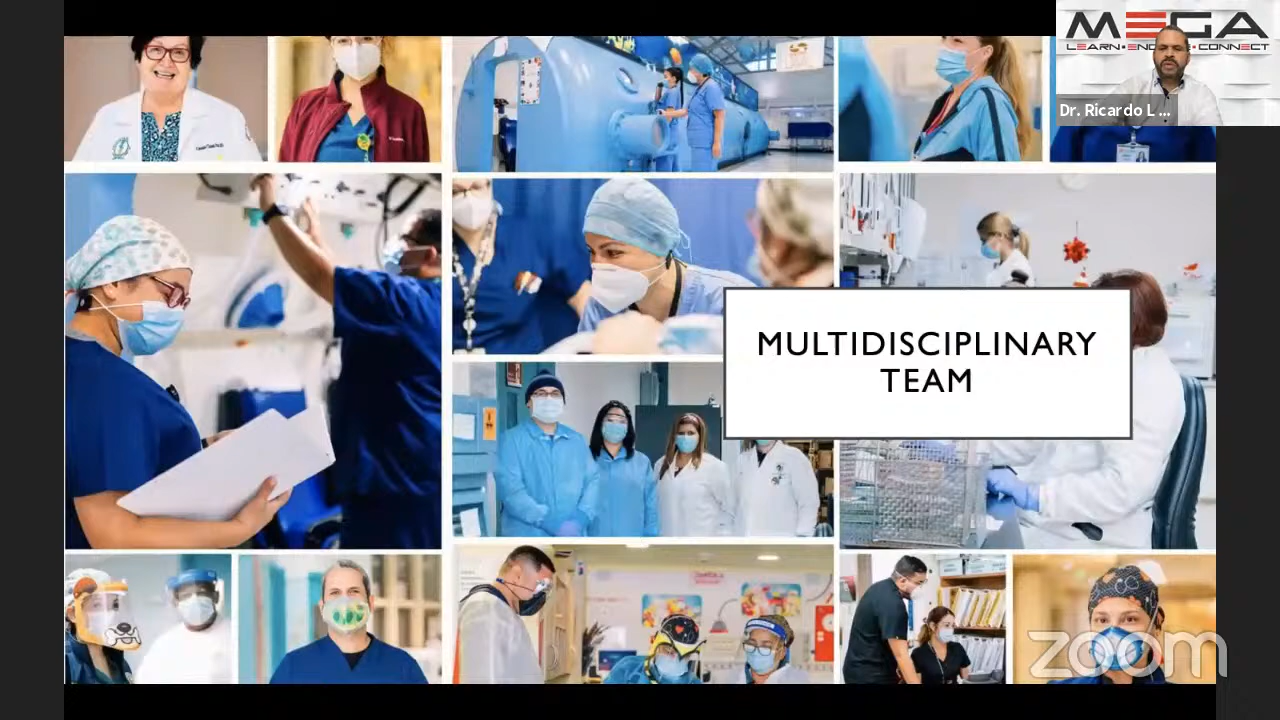 MEGA
LEARN•ENGAGE•CONNECT
Dr. Ricardo L ...
MULTIDISCIPLINARY
TEAM
zoom